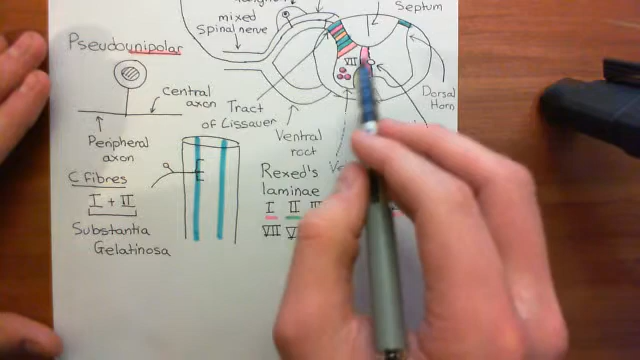 Septum
mixed
Spinal nerve
Pseudounipolar
VII
Dorsal
Horn
central
axon
Tract
of Lissauer
Peripheral
axon
Ventral
root
C Fibres
I + II
Substantia
Gelatinosa
Rexed's
laminae
I II III
VII